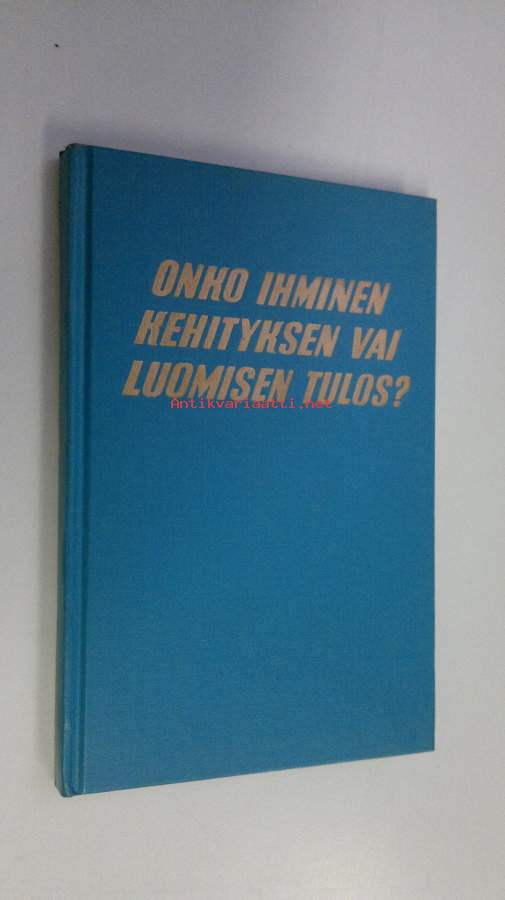 ONKO IHMINEN
KEHITYKSEN VAI
LUOMISEN TULOS?
Antikvariaatti.net